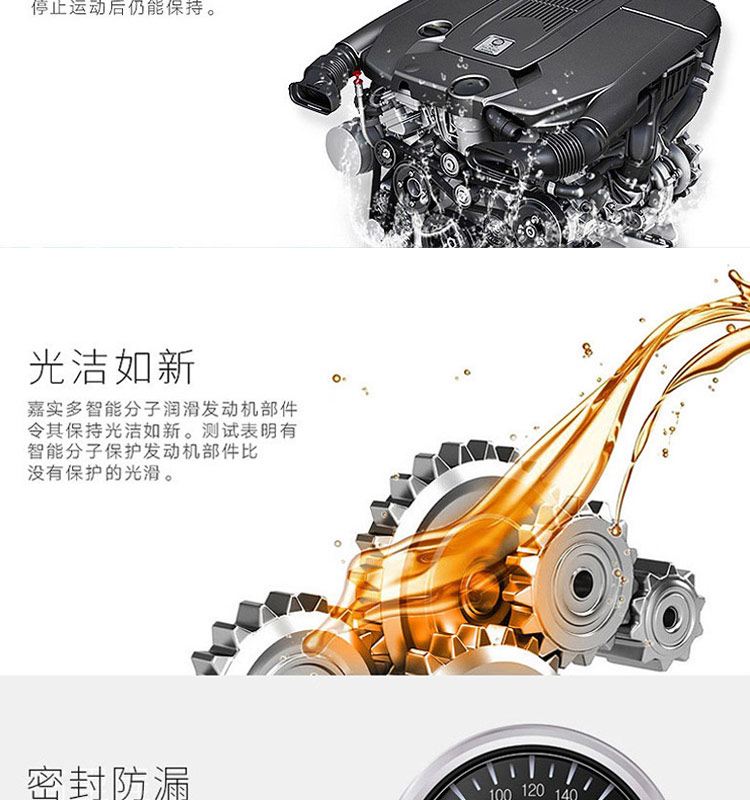 停止运动后仍能保持。
光洁如新
嘉实多智能分子润滑发动机部件
令其保持光洁如新。测试表明有
智能分子保护发动机部件比
没有保护的光滑。
密封防漏
100 120 140